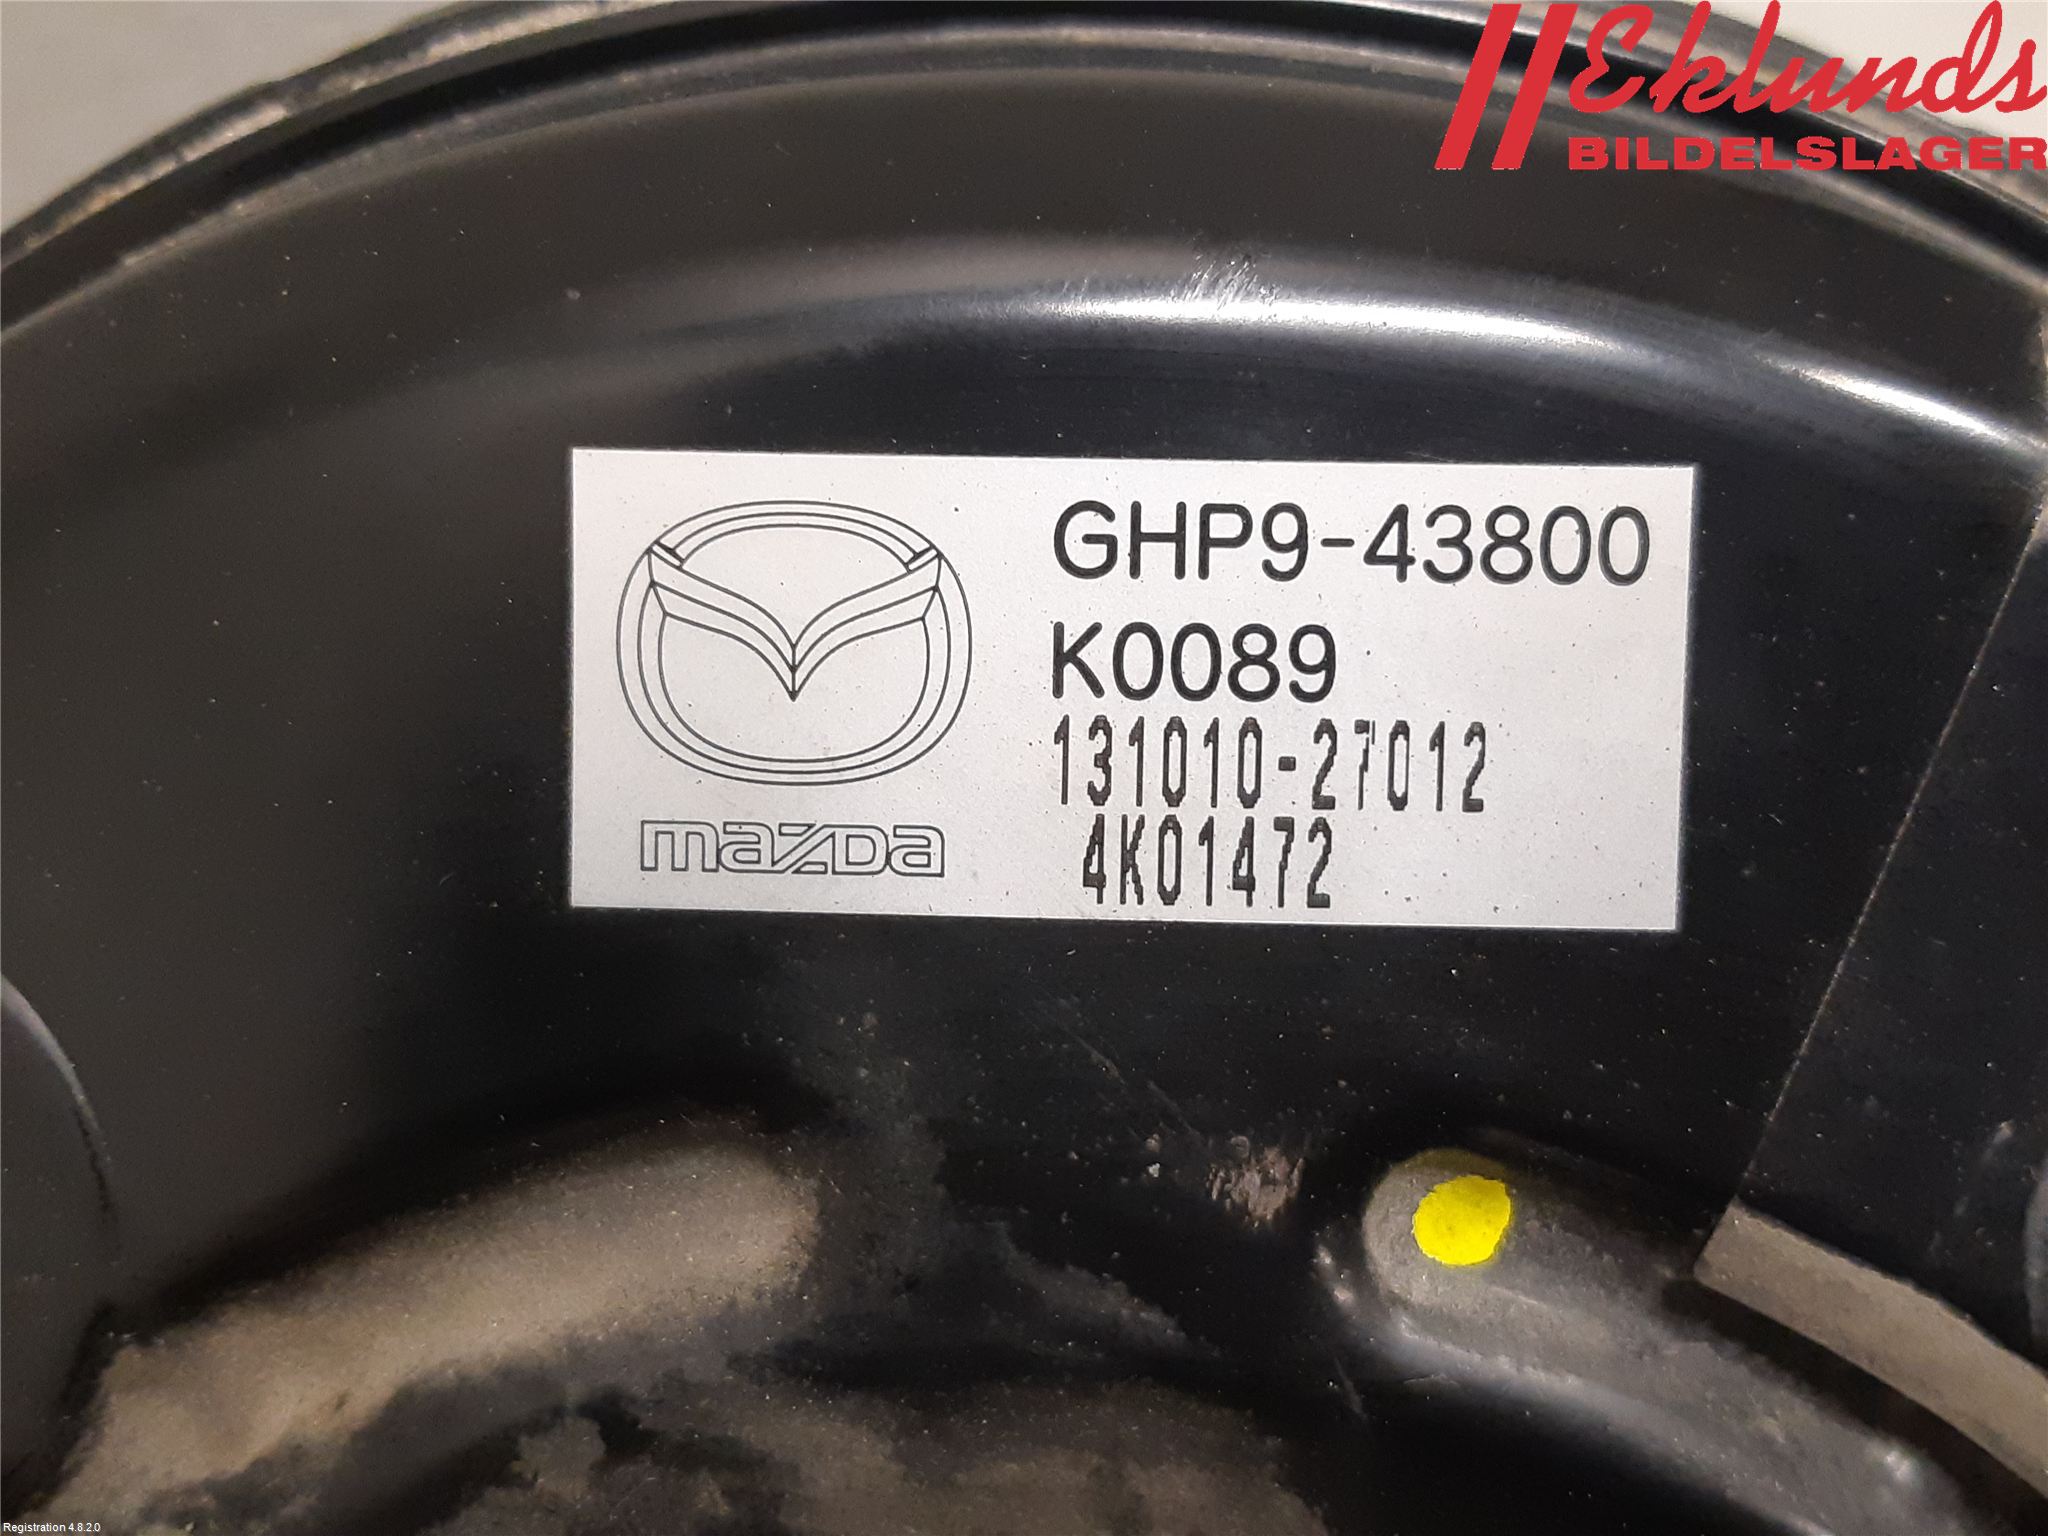 Eklunds
BILDELSLAGER
GHP9-43800
K0089
131010-27012
4K01472
mazda
Registration 4.8.2.0